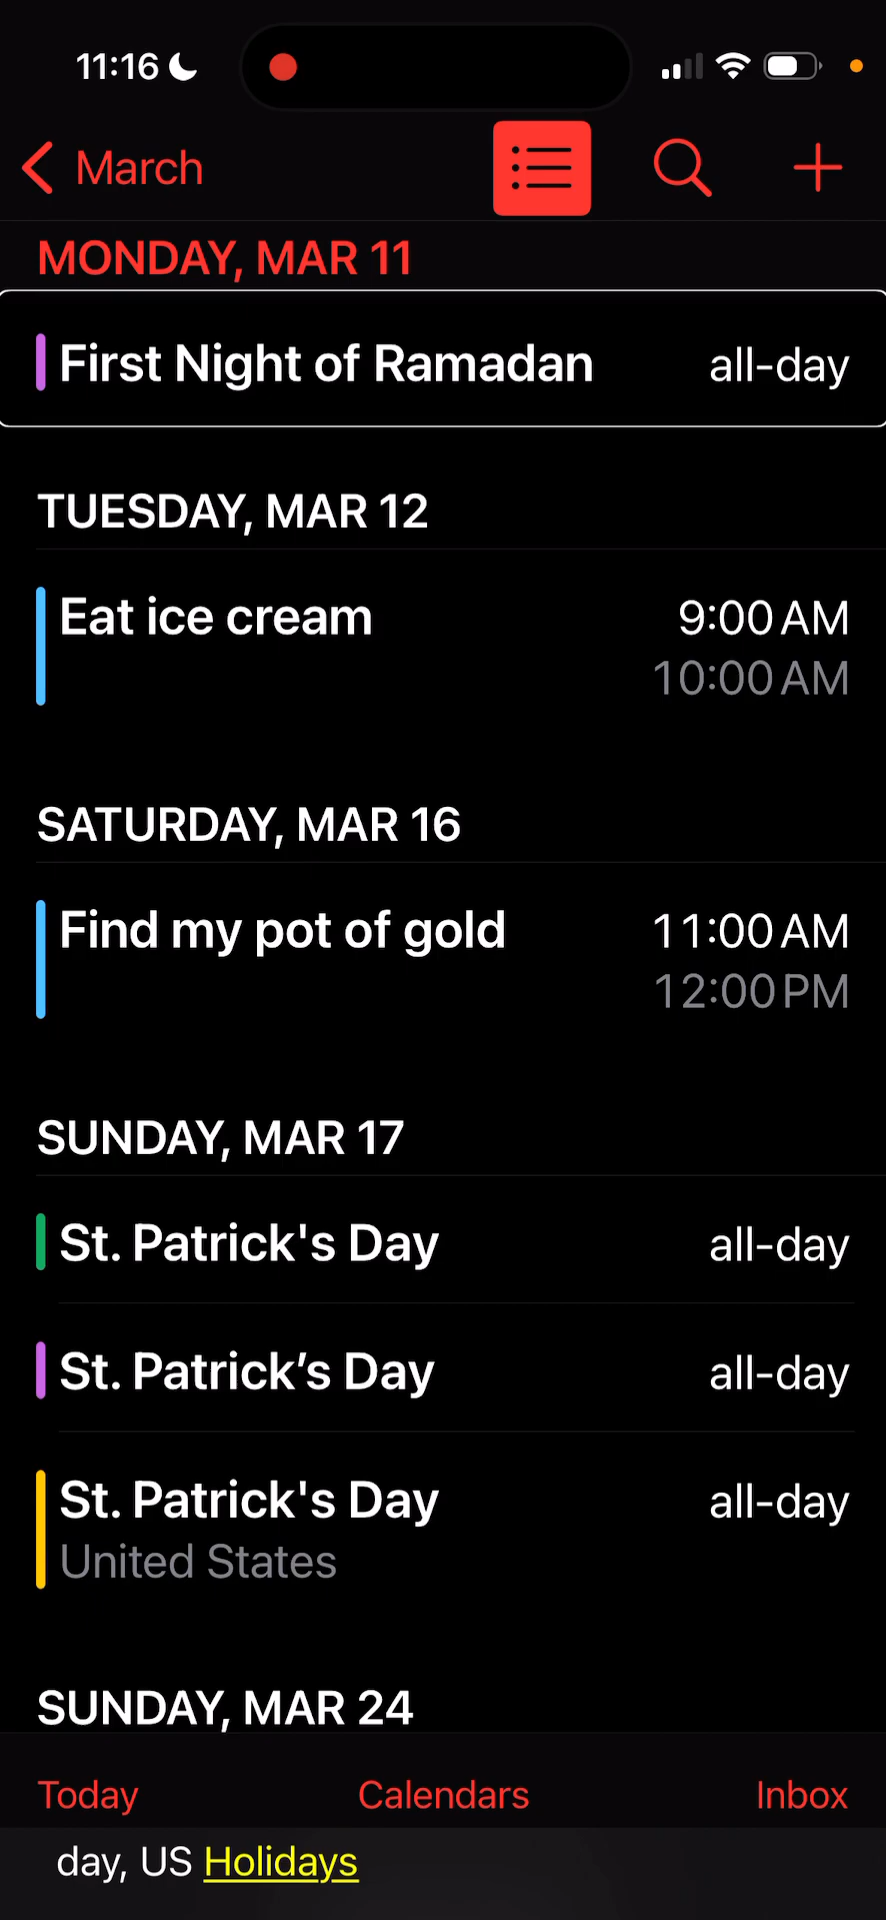 11:16
March
MONDAY, MAR 11
First Night of Ramadan all-day
TUESDAY, MAR 12
Eat ice cream 9:00 AM
10:00 AM
SATURDAY, MAR 16
Find my pot of gold 11:00 AM
12:00 PM
SUNDAY, MAR 17
St. Patrick's Day all-day
St. Patrick’s Day all-day
St. Patrick's Day all-day
United States
SUNDAY, MAR 24
Today Calendars Inbox
day, US Holidays